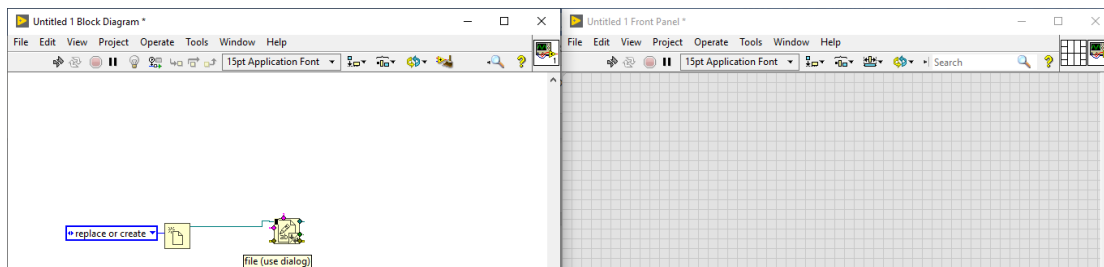 Untitled 1 Block Diagram *
File Edit View Project Operate Tools Window Help
15pt Application Font
1
replace or create
file (use dialog)
Untitled 1 Front Panel *
File Edit View Project Operate Tools Window Help
15pt Application Font
Search